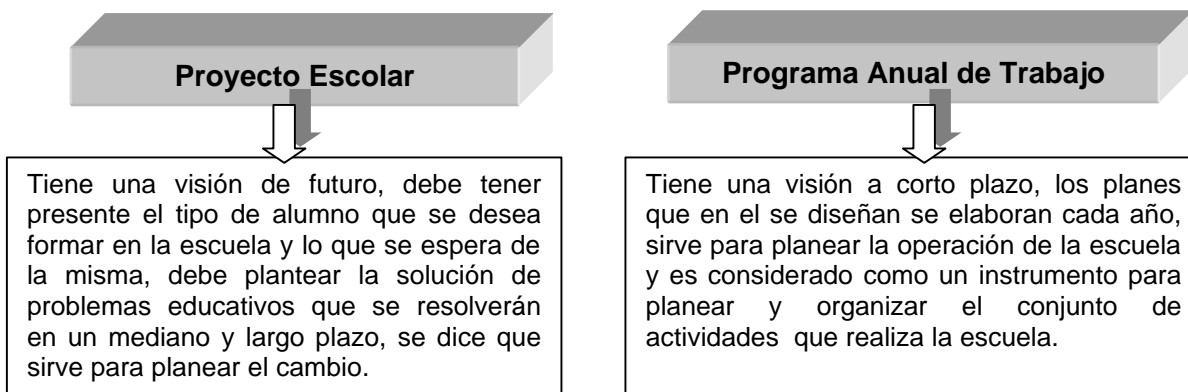 Proyecto Escolar
Tiene una visión de futuro, debe tener
presente el tipo de alumno que se desea
formar en la escuela y lo que se espera de
la misma, debe plantear la solución de
problemas educativos que se resolverán
en un mediano y largo plazo, se dice que
sirve para planear el cambio.
Programa Anual de Trabajo
Tiene una visión a corto plazo, los planes
que en el se diseñan se elaboran cada año,
sirve para planear la operación de la escuela
y es considerado como un instrumento para
planear y organizar el conjunto de
actividades que realiza la escuela.